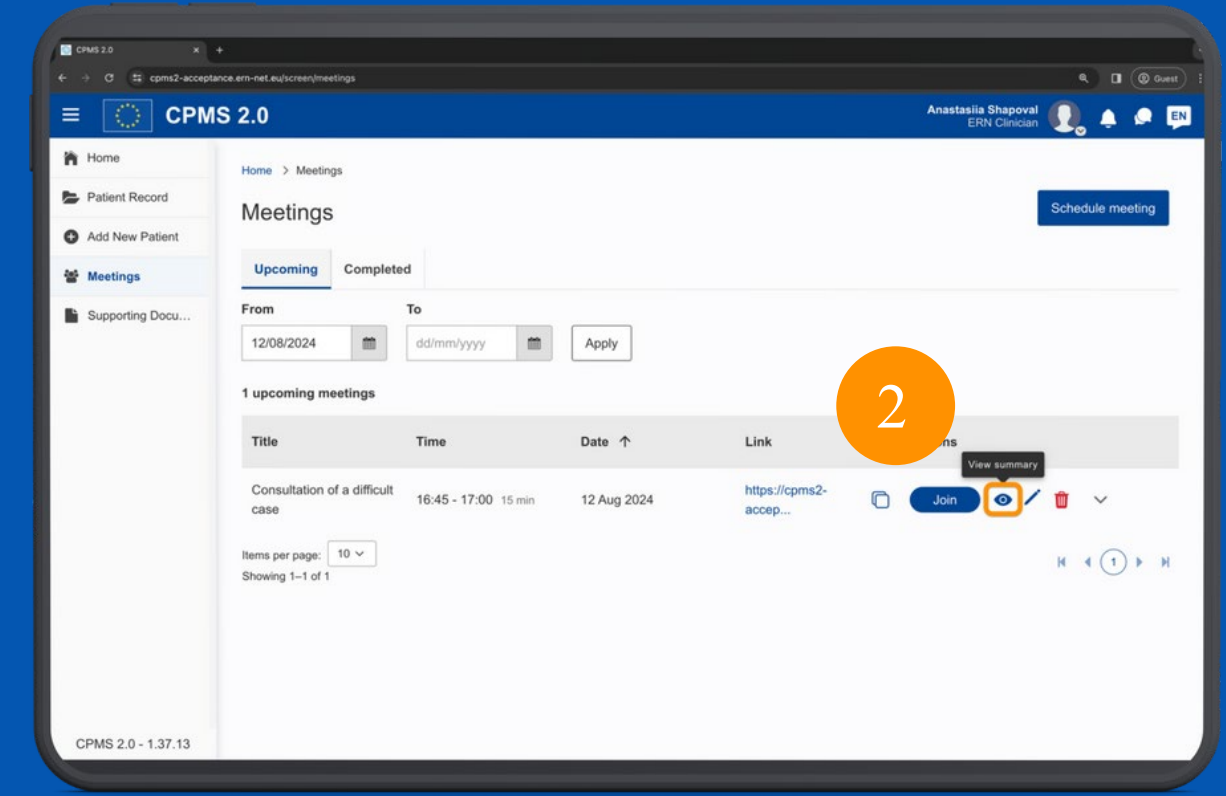 CPMS 2.0
cpms2-acceptance.ern-net.eu/screen/meetings
Guest
CPMS 2.0
Anastasiia Shapoval
ERN Clinician
EN
Home
Patient Record
Add New Patient
Meetings
Supporting Docu...
CPMS 2.0 - 1.37.13
Home > Meetings
Meetings
Schedule meeting
Upcoming Completed
From To
12/08/2024 dd/mm/yyyy Apply
1 upcoming meetings
2
Title Time Date ↑ Link ns
View summary
Consultation of a difficult
case
16:45 - 17:00 15 min 12 Aug 2024
https://cpms2-
accep...
Join
Items per page: 10
Showing 1–1 of 1
1